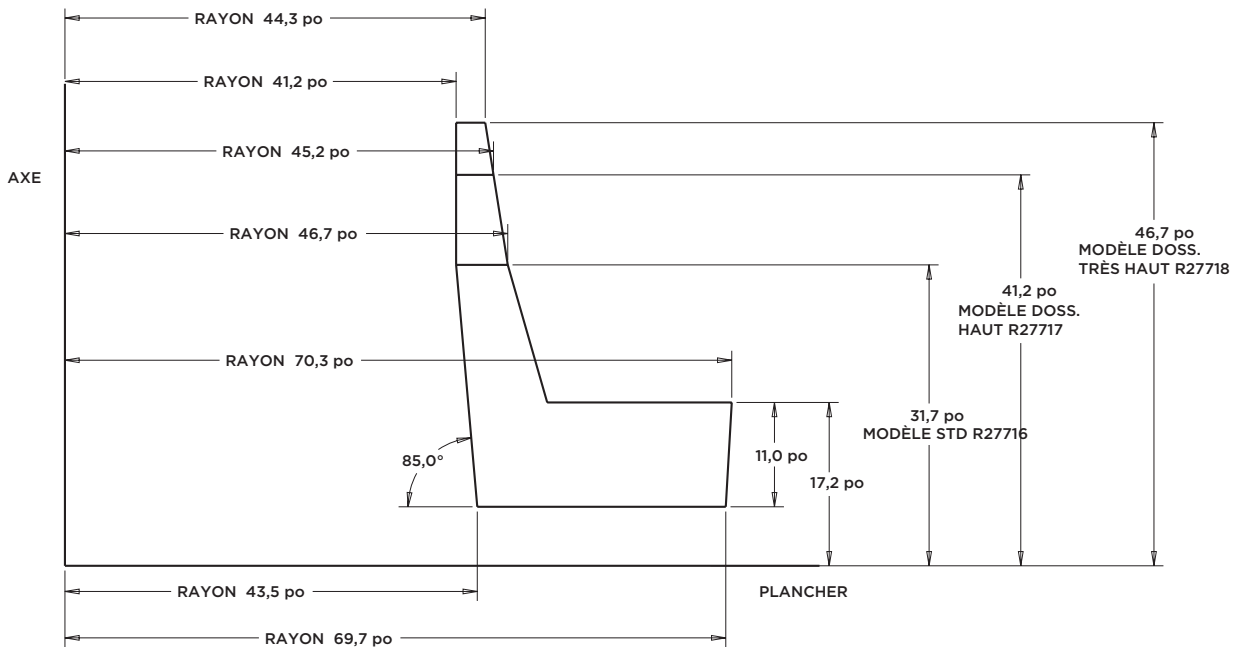 RAYON 44,3 po
RAYON 41,2 po
RAYON 45,2 po
AXE
RAYON 46,7 po
46,7 po
MODÈLE DOSS.
TRÈS HAUT R27718
41,2 po
MODÈLE DOSS.
HAUT R27717
RAYON 70,3 po
31,7 po
MODÈLE STD R27716
85,0°
11,0 po
17,2 po
RAYON 43,5 po
PLANCHER
RAYON 69,7 po